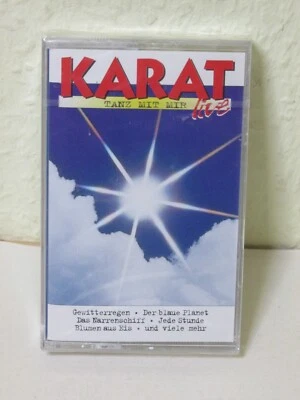 KARAT
TANZ MIT MIR
live
Gewitterregen • Der blaue Planet
Das Narrenschiff • Jede Stunde
Blumen aus Eis • und viele mehr